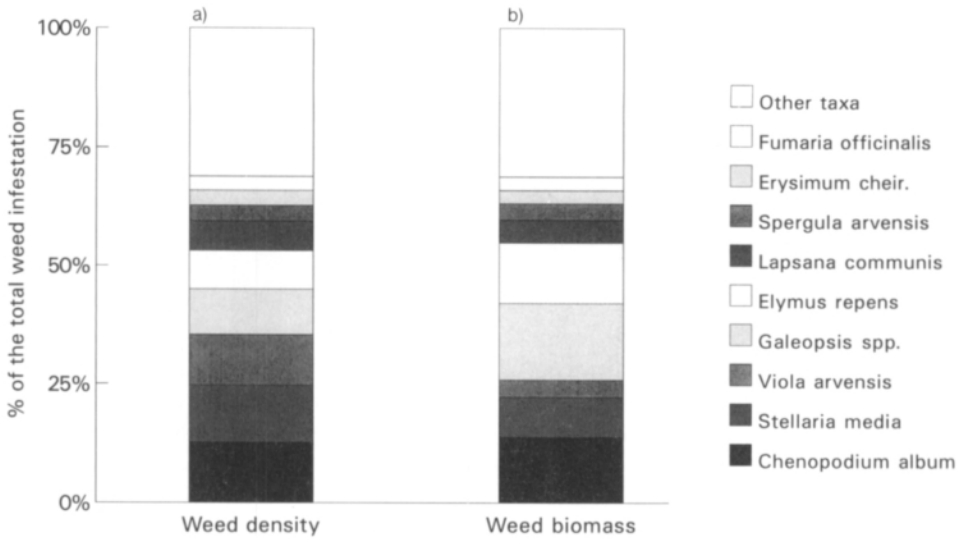 a)
b)
100%
75%
50%
25%
0%
% of the total weed infestation
Weed density
Weed biomass
Other taxa
Fumaria officinalis
Erysimum cheir.
Spergula arvensis
Lapsana communis
Elymus repens
Galeopsis spp.
Viola arvensis
Stellaria media
Chenopodium album